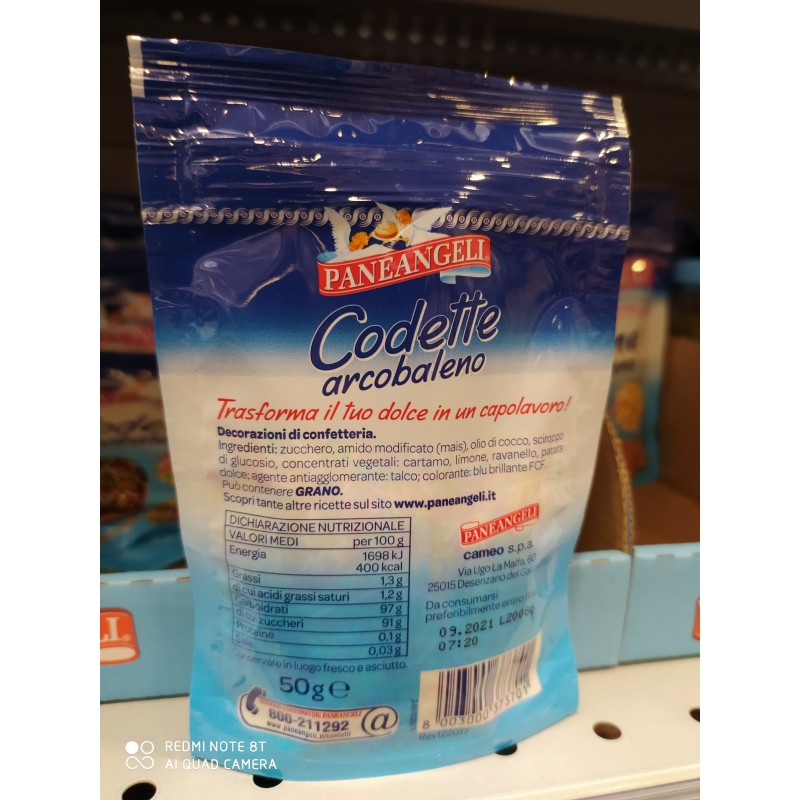 PANEANGELI
Codette
arcobaleno
Trasforma il tuo dolce in un capolavoro!
Decorazioni di confetteria.
Ingredienti: zucchero, amido modificato (mais), olio di cocco, sciroppo
di glucosio, concentrati vegetali: cartamo, limone, ravanello, patata
dolce; agente antiagglomerante: talco; colorante: blu brillante FCF.
Può contenere GRANO.
Scopri tante altre ricette sul sito www.paneangeli.it
DICHIARAZIONE NUTRIZIONALE
VALORI MEDI per 100 g
Energia 1698 kJ
400 kcal
Grassi 1,3 g
di cui acidi grassi saturi 1,2 g
Carboidrati 97 g
di cui zuccheri 91 g
Proteine 0,1 g
Sale 0,03 g
Conservare in luogo fresco e asciutto.
50 g e
PANEANGELI
cameo s.p.a.
Via Ugo La Malfa, 60
25015 Desenzano del
Da consumarsi
preferibilmente entro
09.2021
07:20
PANEANGELI
800-211292
www.paneangeli.it/contatti
@
8 003000
Rev122017
REDMI NOTE 8T
AI QUAD CAMERA